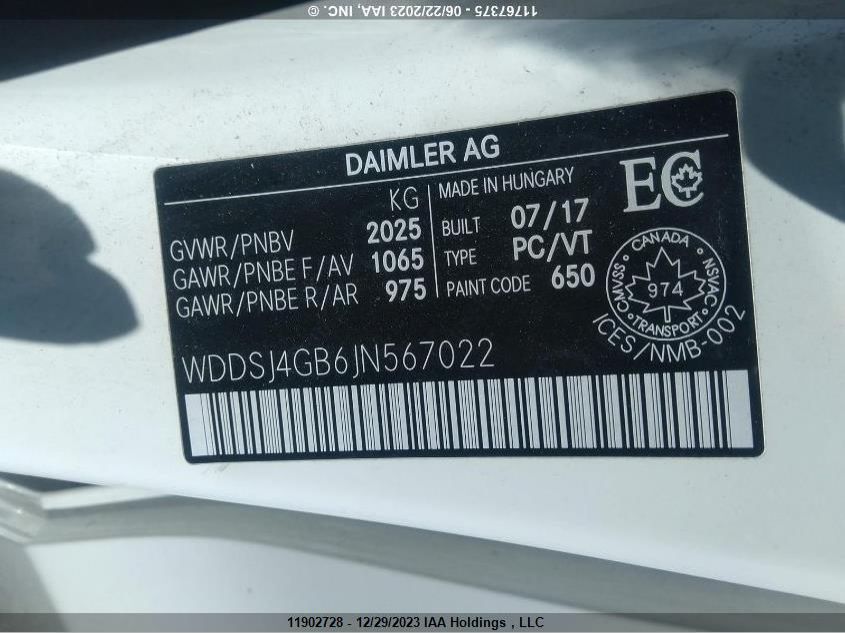 11767375 - 06/22/2023 IAA, INC. ©
DAIMLER AG
KG
GVWR/PNBV 2025
GAWR/PNBE F/AV 1065
GAWR/PNBE R/AR 975
MADE IN HUNGARY
BUILT 07/17
TYPE PC/VT
PAINT CODE 650
EC
CANADA
CMVSS NSVAC
974
TRANSPORT
ICES/NMB-002
WDDSJ4GB6JN567022
11902728 - 12/29/2023 IAA Holdings , LLC